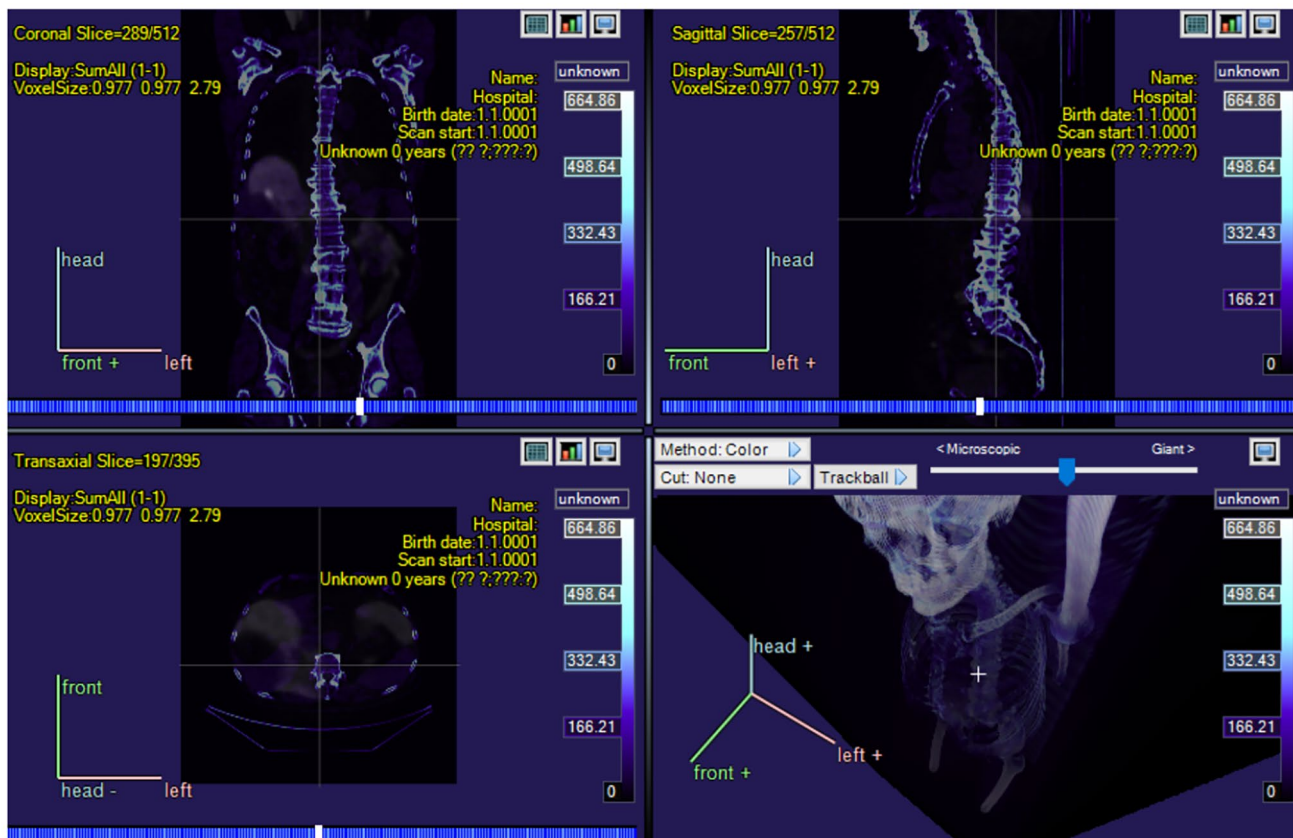 Coronal Slice=289/512
Display:SumAll (1-1)
VoxelSize:0.977 0.977 2.79
Name:
Hospital:
Birth date:1.1.0001
Scan start:1.1.0001
Unknown 0 years (?? ?;???:?)
unknown
664.86
498.64
332.43
166.21
0
head
front +
left
Sagittal Slice=257/512
Display:SumAll (1-1)
VoxelSize:0.977 0.977 2.79
Name:
Hospital:
Birth date:1.1.0001
Scan start:1.1.0001
Unknown 0 years (?? ?;???:?)
unknown
664.86
498.64
332.43
166.21
0
head
front
left +
Transaxial Slice=197/395
Display:SumAll (1-1)
VoxelSize:0.977 0.977 2.79
Name:
Hospital:
Birth date:1.1.0001
Scan start:1.1.0001
Unknown 0 years (?? ?;???:?)
unknown
664.86
498.64
332.43
166.21
0
front
head -
left
Method: Color
Cut: None
Trackball
< Microscopic
Giant >
unknown
664.86
498.64
332.43
166.21
0
head +
left +
front +